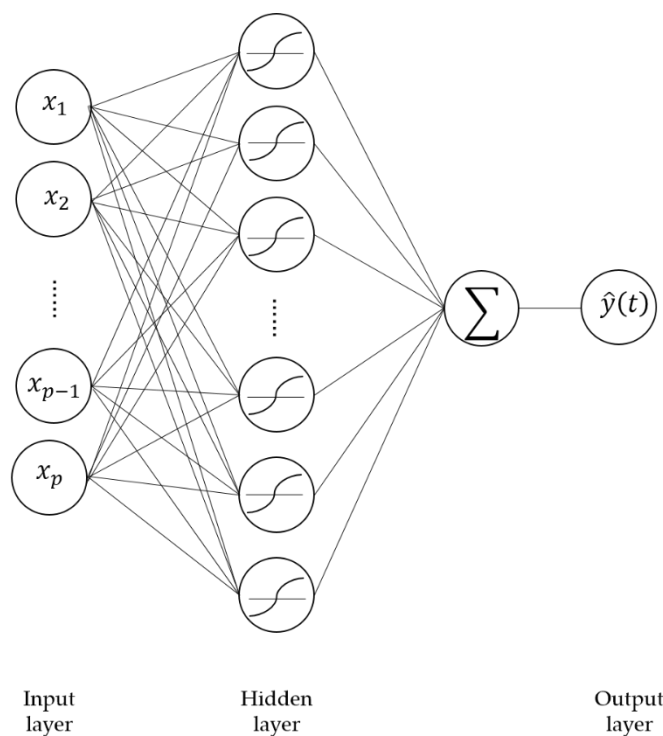 x₁
x₂
......
xₚ₋₁
xₚ
......
∑
ŷ(t)
Input
layer
Hidden
layer
Output
layer